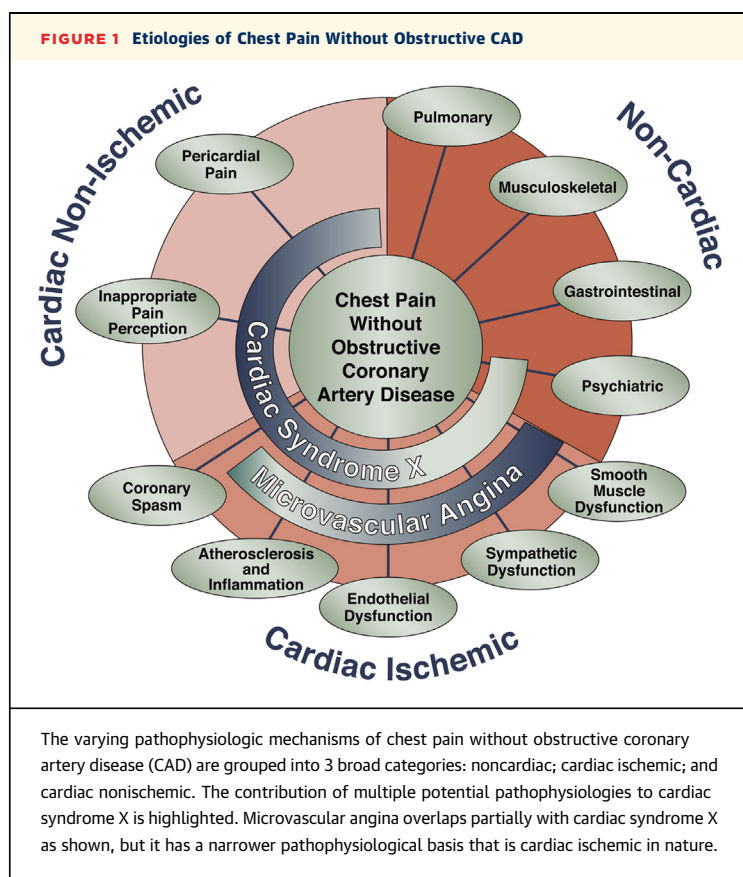 FIGURE 1 Etiologies of Chest Pain Without Obstructive CAD
Cardiac Non-Ischemic
Non-Cardiac
Pulmonary
Pericardial
Pain
Musculoskeletal
Inappropriate
Pain
Perception
Gastrointestinal
Chest Pain
Without
Obstructive
Coronary
Artery Disease
Psychiatric
Cardiac Syndrome X
Microvascular Angina
Coronary
Spasm
Smooth
Muscle
Dysfunction
Atherosclerosis
and
Inflammation
Sympathetic
Dysfunction
Endothelial
Dysfunction
Cardiac Ischemic
The varying pathophysiologic mechanisms of chest pain without obstructive coronary
artery disease (CAD) are grouped into 3 broad categories: noncardiac; cardiac ischemic; and
cardiac nonischemic. The contribution of multiple potential pathophysiologies to cardiac
syndrome X is highlighted. Microvascular angina overlaps partially with cardiac syndrome X
as shown, but it has a narrower pathophysiological basis that is cardiac ischemic in nature.